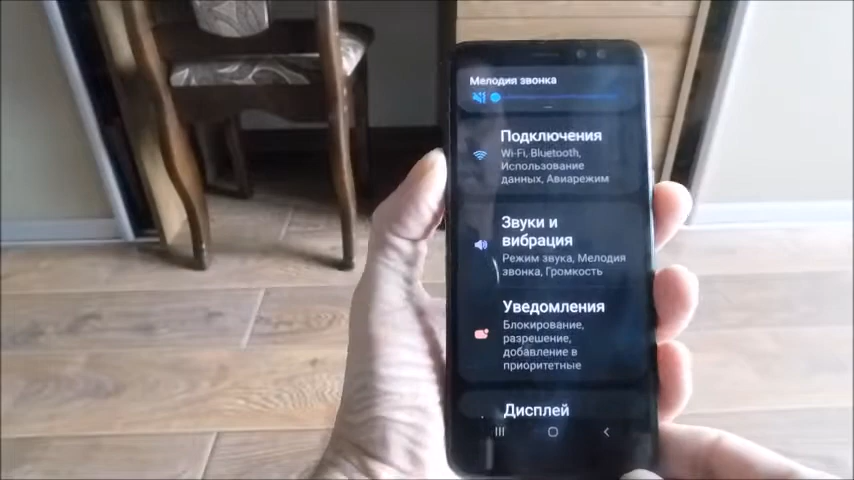 Мелодия звонка
Подключения
Wi-Fi, Bluetooth,
Использование
данных, Авиарежим
Звуки и
вибрация
Режим звука, Мелодия
звонка, Громкость
Уведомления
Блокирование,
разрешение,
добавление в
приоритетные
Дисплей